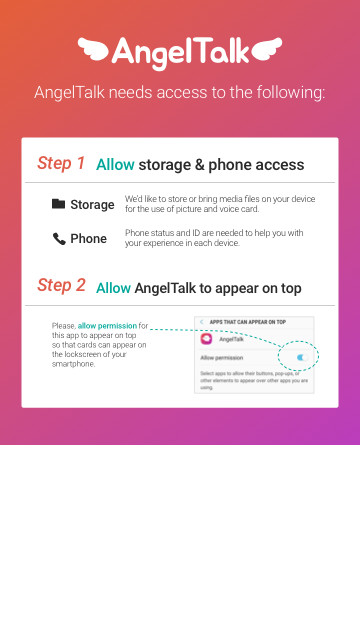 AngelTalk
AngelTalk needs access to the following:
Step 1 Allow storage & phone access
Storage We'd like to store or bring media files on your device
for the use of picture and voice card.
Phone Phone status and ID are needed to help you with
your experience in each device.
Step 2 Allow AngelTalk to appear on top
Please, allow permission for
this app to appear on top
so that cards can appear on
the lockscreen of your
smartphone.
APPS THAT CAN APPEAR ON TOP
AngelTalk
Allow permission
Select apps to allow their buttons, pop-ups, or
other elements to appear over other apps you are
using.